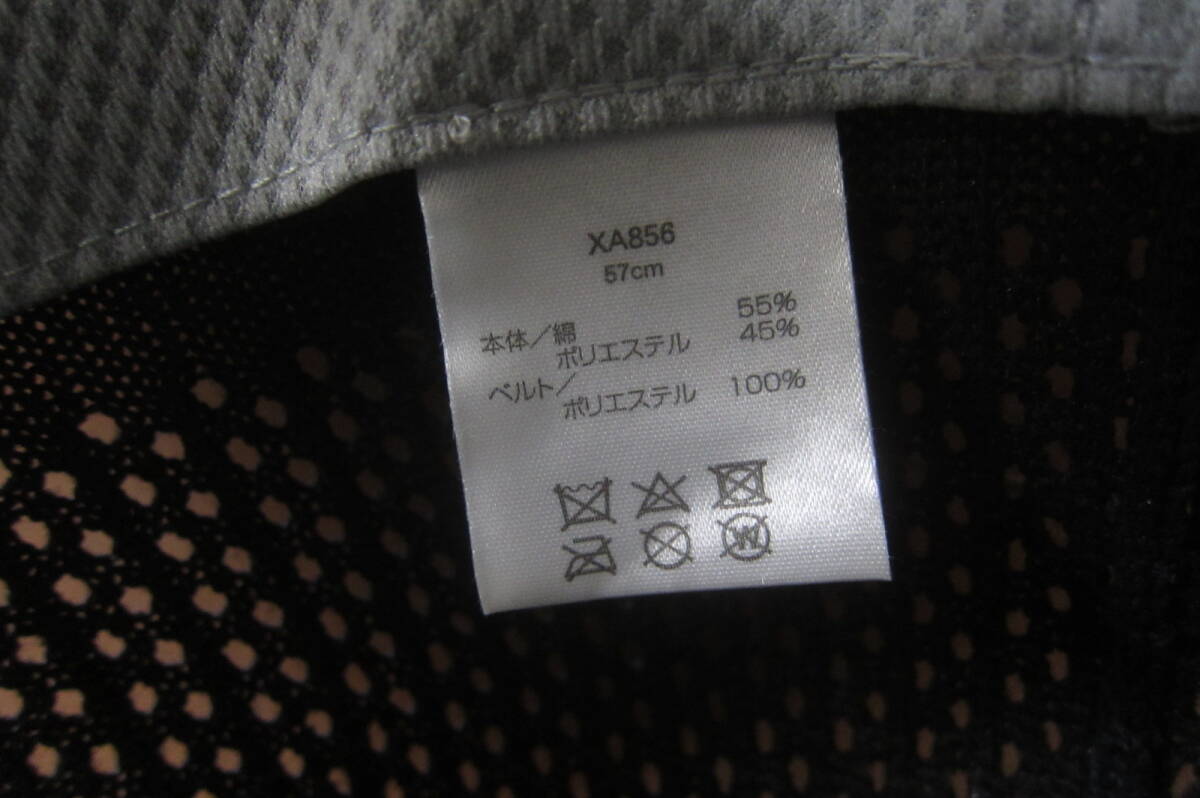 XA856
57cm
本体/綿 55%
ポリエステル 45%
ベルト/
ポリエステル 100%